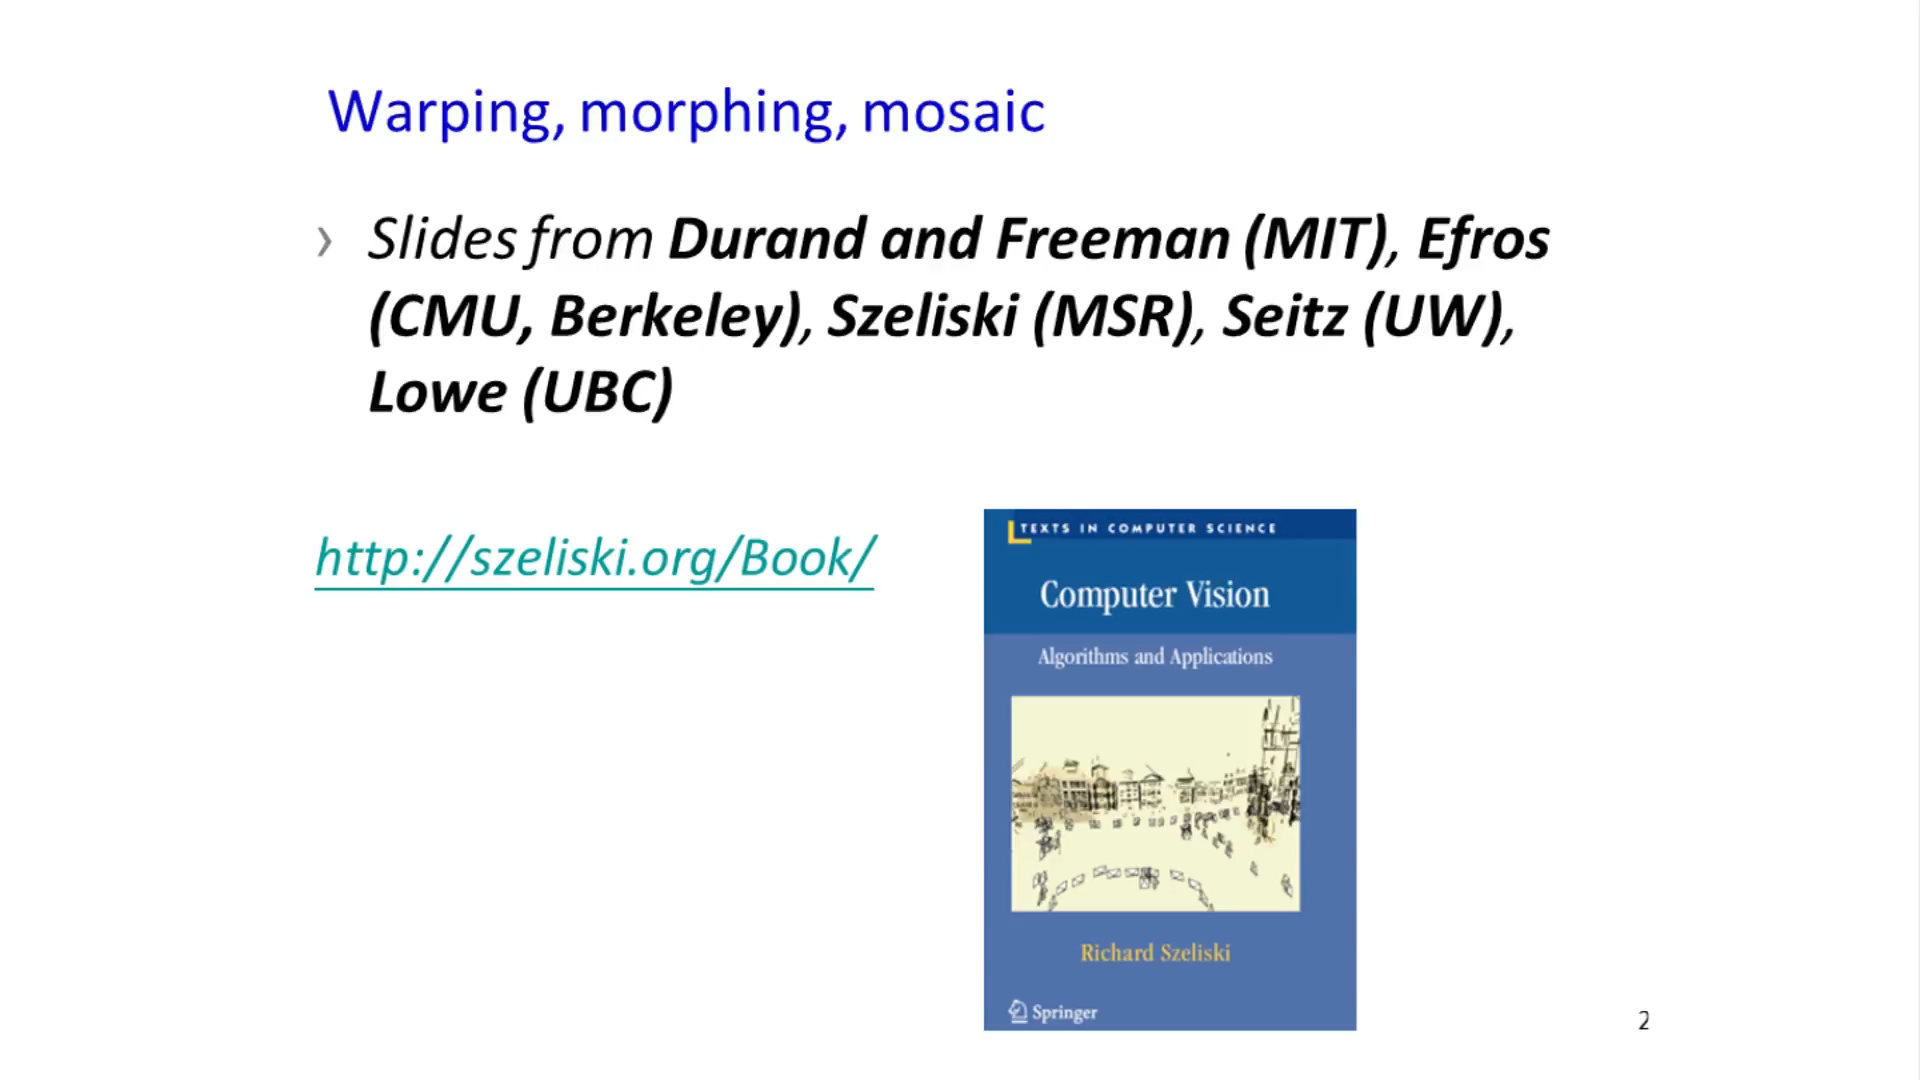 Warping, morphing, mosaic
› Slides from Durand and Freeman (MIT), Efros
(CMU, Berkeley), Szeliski (MSR), Seitz (UW),
Lowe (UBC)
http://szeliski.org/Book/
TEXTS IN COMPUTER SCIENCE
Computer Vision
Algorithms and Applications
Richard Szeliski
Springer
2